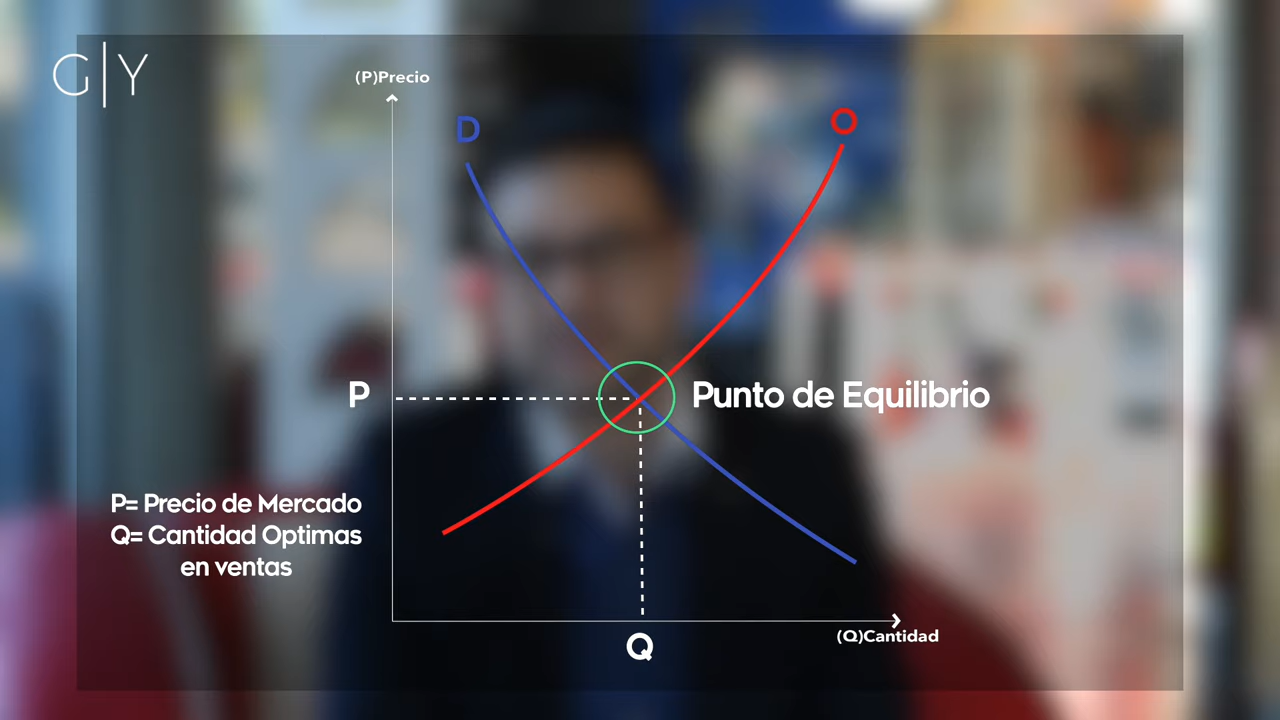 G|Y
(P)Precio
D
O
P
Punto de Equilibrio
P= Precio de Mercado
Q= Cantidad Optimas
en ventas
(Q)Cantidad
Q